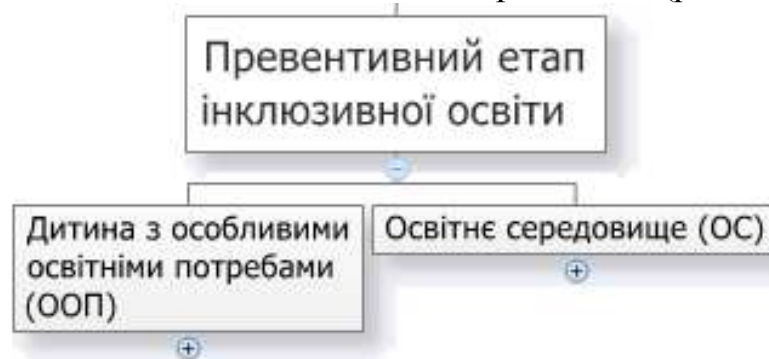 Превентивний етап
інклюзивної освіти
Дитина з особливими
освітніми потребами
(ООП)
Освітнє середовище (ОС)